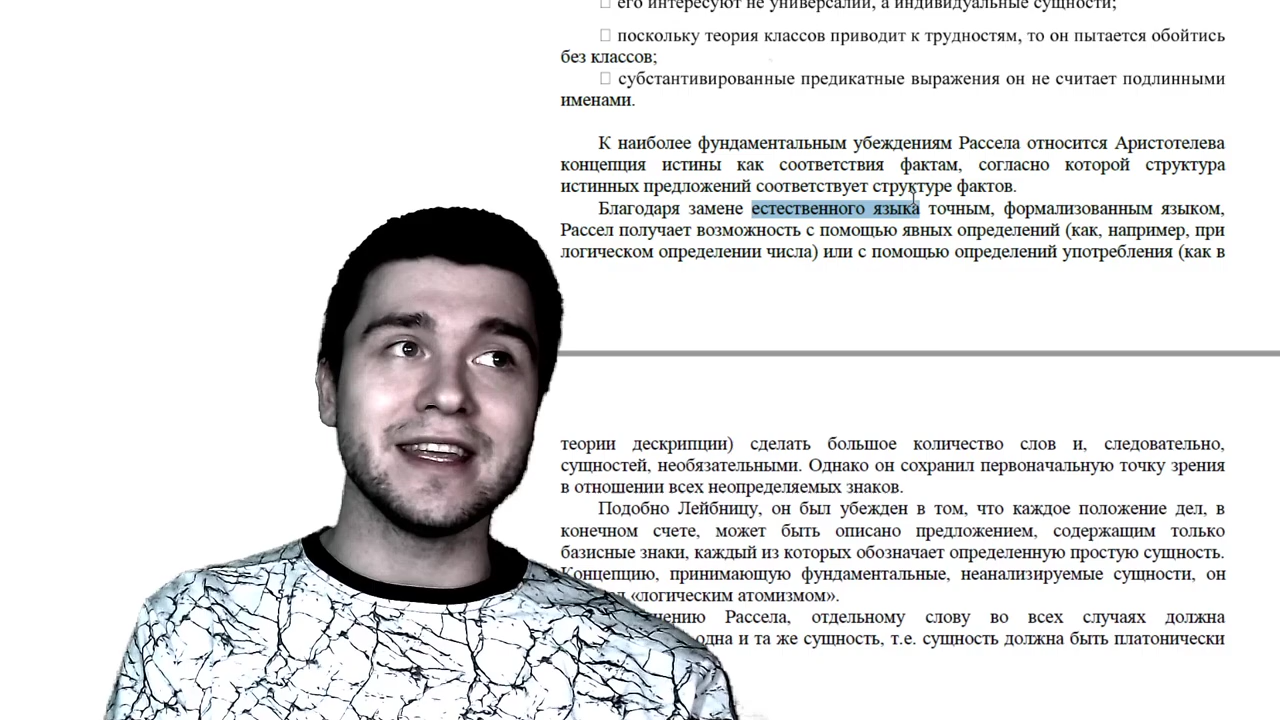 его интересуют не универсалии, а индивидуальные сущности;
поскольку теория классов приводит к трудностям, то он пытается обойтись
без классов;
субстантивированные предикатные выражения он не считает подлинными
именами.
К наиболее фундаментальным убеждениям Рассела относится Аристотелева
концепция истины как соответствия фактам, согласно которой структура
истинных предложений соответствует структуре фактов.
Благодаря замене естественного языка точным, формализованным языком,
Рассел получает возможность с помощью явных определений (как, например, при
логическом определении числа) или с помощью определений употребления (как в
теории дескрипции) сделать большое количество слов и, следовательно,
сущностей, необязательными. Однако он сохранил первоначальную точку зрения
в отношении всех неопределяемых знаков.
Подобно Лейбницу, он был убежден в том, что каждое положение дел, в
конечном счете, может быть описано предложением, содержащим только
базисные знаки, каждый из которых обозначает определенную простую сущность.
Концепцию, принимающую фундаментальные, неанализируемые сущности, он
«логическим атомизмом».
Рассела, отдельному слову во всех случаях должна
одна и та же сущность, т.е. сущность должна быть платонически